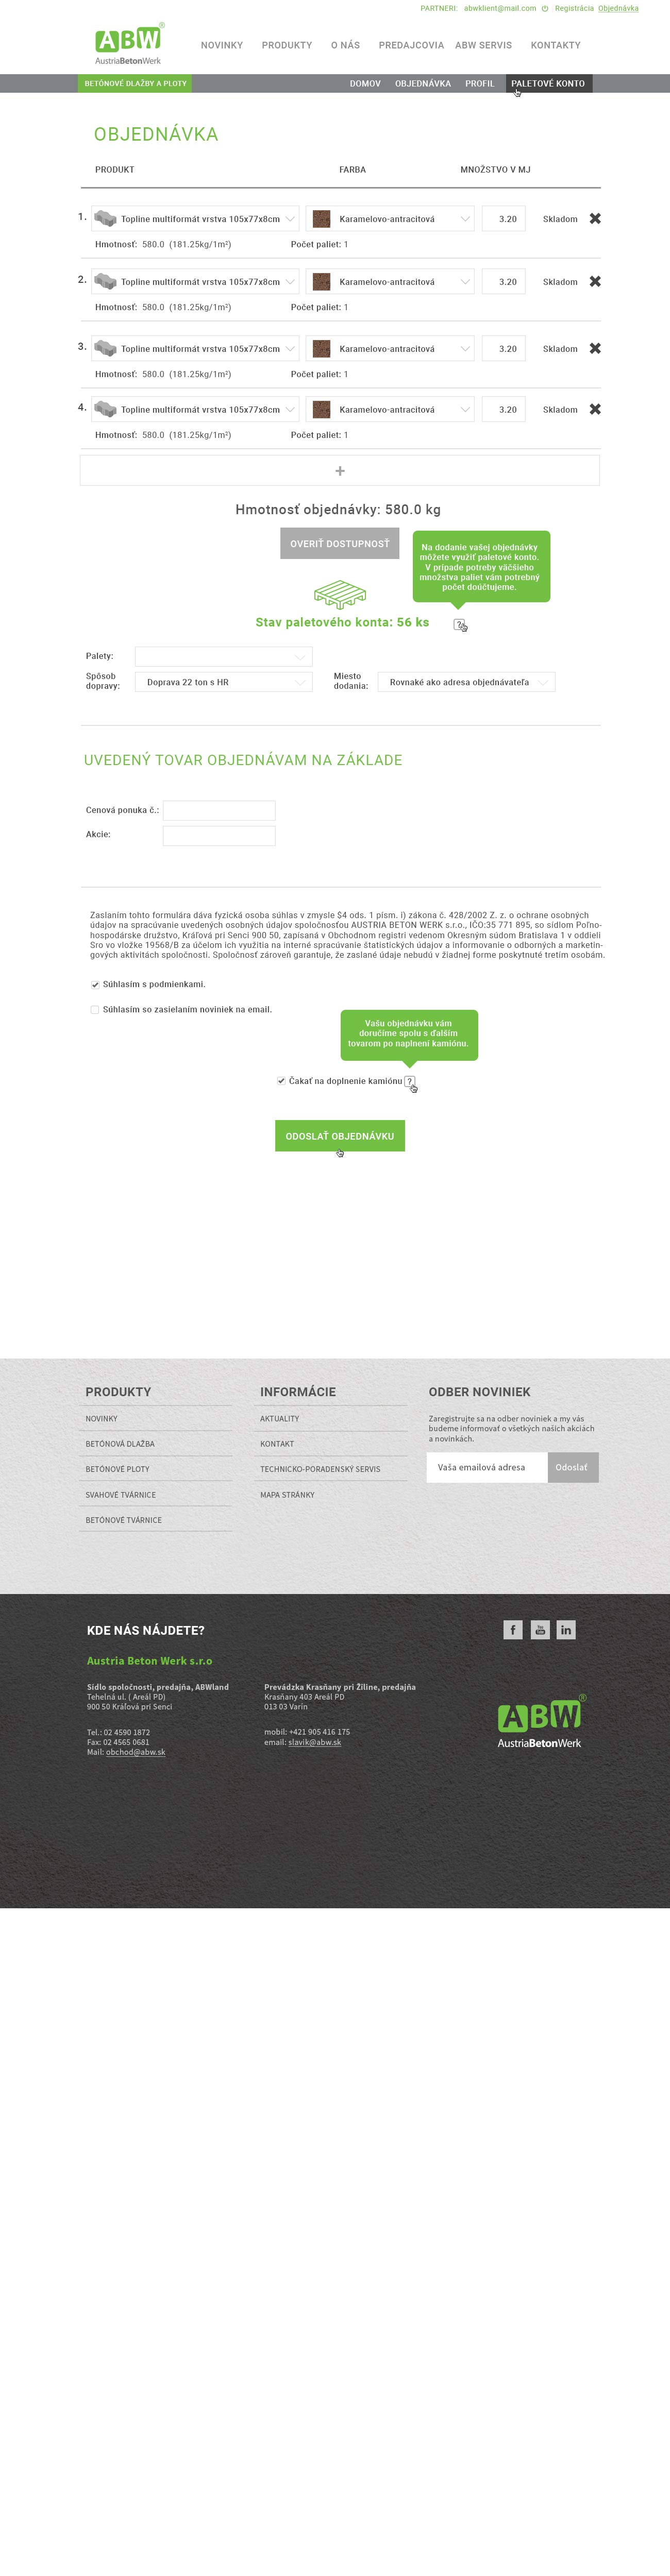 PARTNERI: abwklient@mail.com Registrácia Objednávka
ABW®
AustriaBetonWerk
NOVINKY PRODUKTY O NÁS PREDAJCOVIA ABW SERVIS KONTAKTY
BETÓNOVÉ DLAŽBY A PLOTY DOMOV OBJEDNÁVKA PROFIL PALETOVÉ KONTO
OBJEDNÁVKA
PRODUKT FARBA MNOŽSTVO V MJ
1. Topline multiformát vrstva 105x77x8cm Karamelovo-antracitová 3.20 Skladom
Hmotnosť: 580.0 (181.25kg/1m²) Počet paliet: 1
2. Topline multiformát vrstva 105x77x8cm Karamelovo-antracitová 3.20 Skladom
Hmotnosť: 580.0 (181.25kg/1m²) Počet paliet: 1
3. Topline multiformát vrstva 105x77x8cm Karamelovo-antracitová 3.20 Skladom
Hmotnosť: 580.0 (181.25kg/1m²) Počet paliet: 1
4. Topline multiformát vrstva 105x77x8cm Karamelovo-antracitová 3.20 Skladom
Hmotnosť: 580.0 (181.25kg/1m²) Počet paliet: 1
+
Hmotnosť objednávky: 580.0 kg
OVERIŤ DOSTUPNOSŤ
Na dodanie vašej objednávky
môžete využiť paletové konto.
V prípade potreby väčšieho
množstva paliet vám potrebný
počet doúčtujeme.
Stav paletového konta: 56 ks ?
Palety:
Spôsob
dopravy: Doprava 22 ton s HR
Miesto
dodania: Rovnaké ako adresa objednávateľa
UVEDENÝ TOVAR OBJEDNÁVAM NA ZÁKLADE
Cenová ponuka č.:
Akcie:
Zaslaním tohto formulára dáva fyzická osoba súhlas v zmysle $4 ods. 1 písm. i) zákona č. 428/2002 Z. z. o ochrane osobných
údajov na spracúvanie uvedených osobných údajov spoločnosťou AUSTRIA BETON WERK s.r.o., IČO:35 771 895, so sídlom Poľno-
hospodárske družstvo, Kráľová pri Senci 900 50, zapísaná v Obchodnom registri vedenom Okresným súdom Bratislava 1 v oddieli
Sro vo vložke 19568/B za účelom ich využitia na interné spracúvanie štatistických údajov a informovanie o odborných a marketin-
gových aktivitách spoločnosti. Spoločnosť zároveň garantuje, že zaslané údaje nebudú v žiadnej forme poskytnuté tretím osobám.
Súhlasím s podmienkami.
Súhlasím so zasielaním noviniek na email.
Vašu objednávku vám
doručíme spolu s ďalším
tovarom po naplnení kamiónu.
Čakať na doplnenie kamiónu ?
ODOSLAŤ OBJEDNÁVKU
PRODUKTY
NOVINKY
BETÓNOVÁ DLAŽBA
BETÓNOVÉ PLOTY
SVAHOVÉ TVÁRNICE
BETÓNOVÉ TVÁRNICE
INFORMÁCIE
AKTUALITY
KONTAKT
TECHNICKO-PORADENSKÝ SERVIS
MAPA STRÁNKY
ODBER NOVINIEK
Zaregistrujte sa na odber noviniek a my vás
budeme informovať o všetkých našich akciách
a novinkách.
Vaša emailová adresa Odoslať
KDE NÁS NÁJDETE?
Austria Beton Werk s.r.o
Sídlo spoločnosti, predajňa, ABWland
Tehelná ul. ( Areál PD)
900 50 Kráľová pri Senci
Tel.: 02 4590 1872
Fax: 02 4565 0681
Mail: obchod@abw.sk
Prevádzka Krasňany pri Žiline, predajňa
Krasňany 403 Areál PD
013 03 Varín
mobil: +421 905 416 175
email: slavik@abw.sk
f You Tube in
ABW®
AustriaBetonWerk